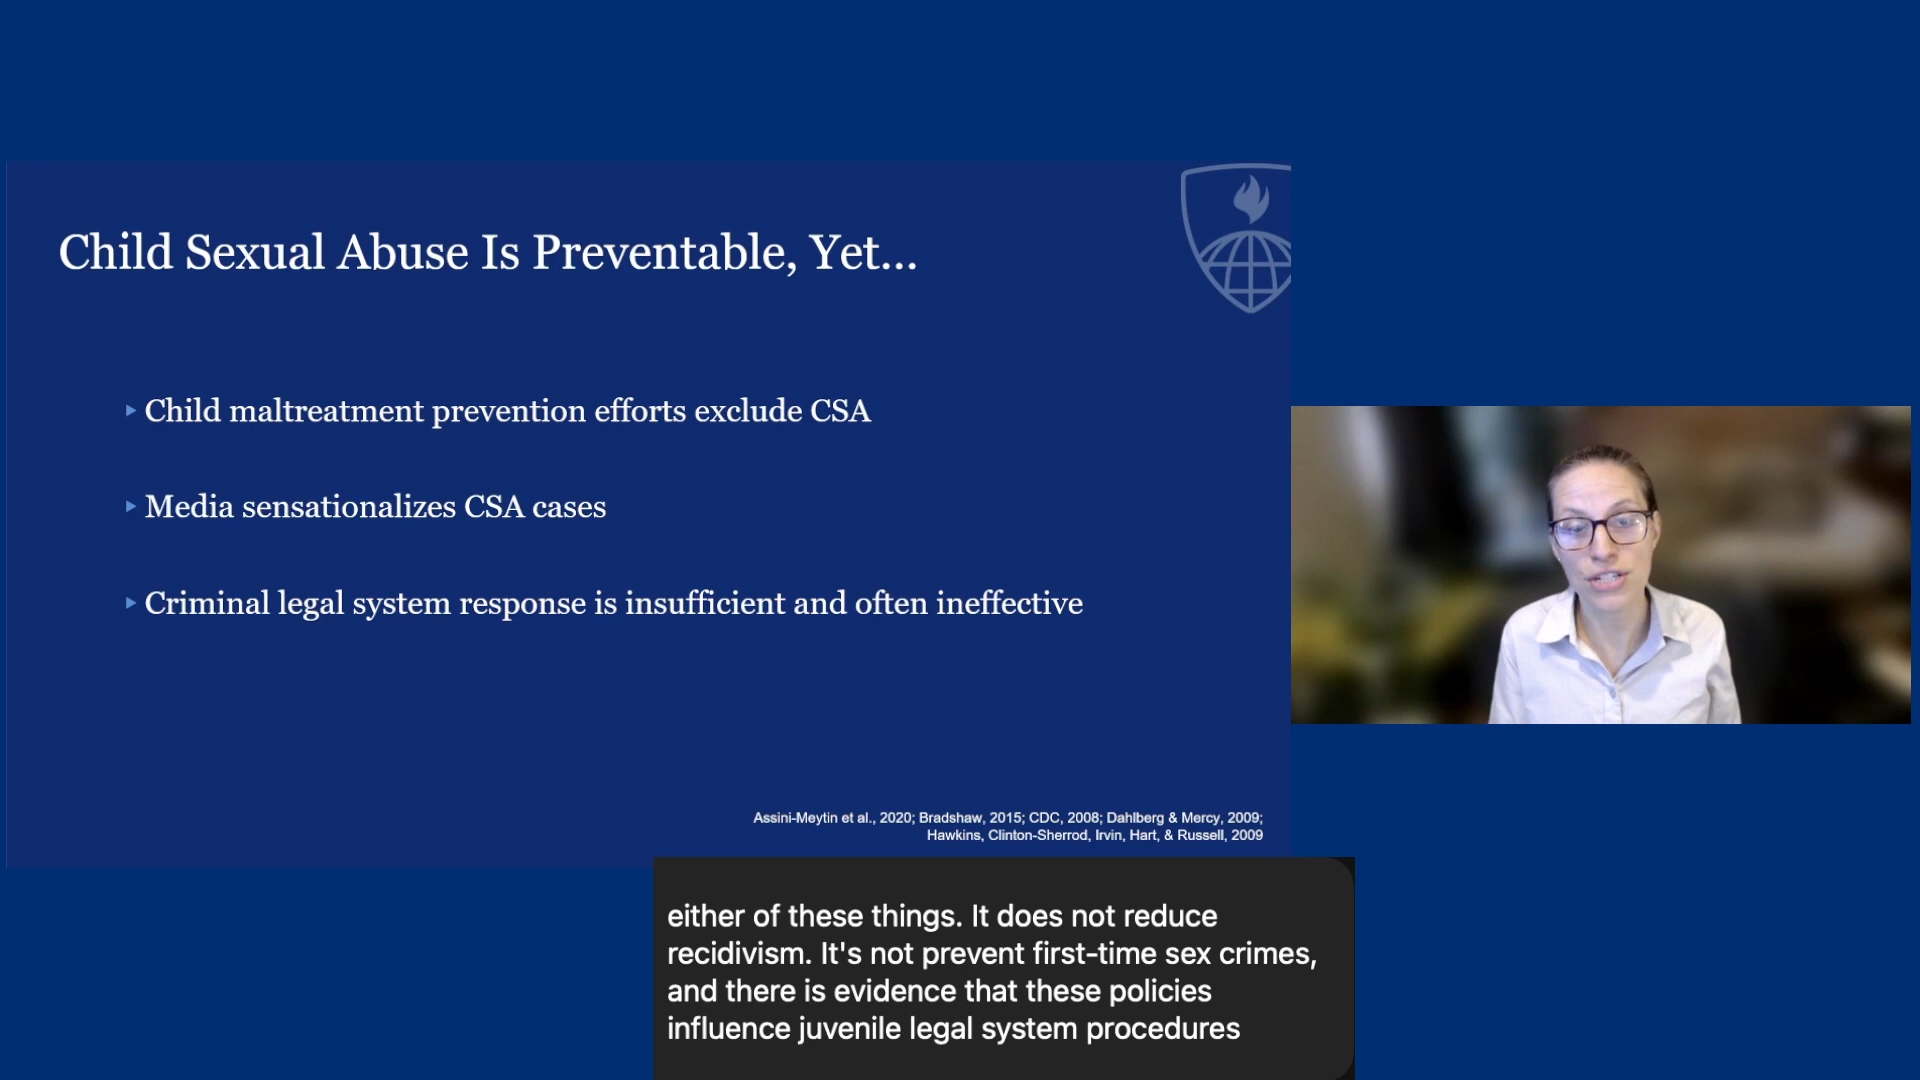 Child Sexual Abuse Is Preventable, Yet...
Child maltreatment prevention efforts exclude CSA
Media sensationalizes CSA cases
Criminal legal system response is insufficient and often ineffective
Assini-Meytin et al., 2020; Bradshaw, 2015; CDC, 2008; Dahlberg & Mercy, 2009;
Hawkins, Clinton-Sherrod, Irvin, Hart, & Russell, 2009
either of these things. It does not reduce
recidivism. It's not prevent first-time sex crimes,
and there is evidence that these policies
influence juvenile legal system procedures